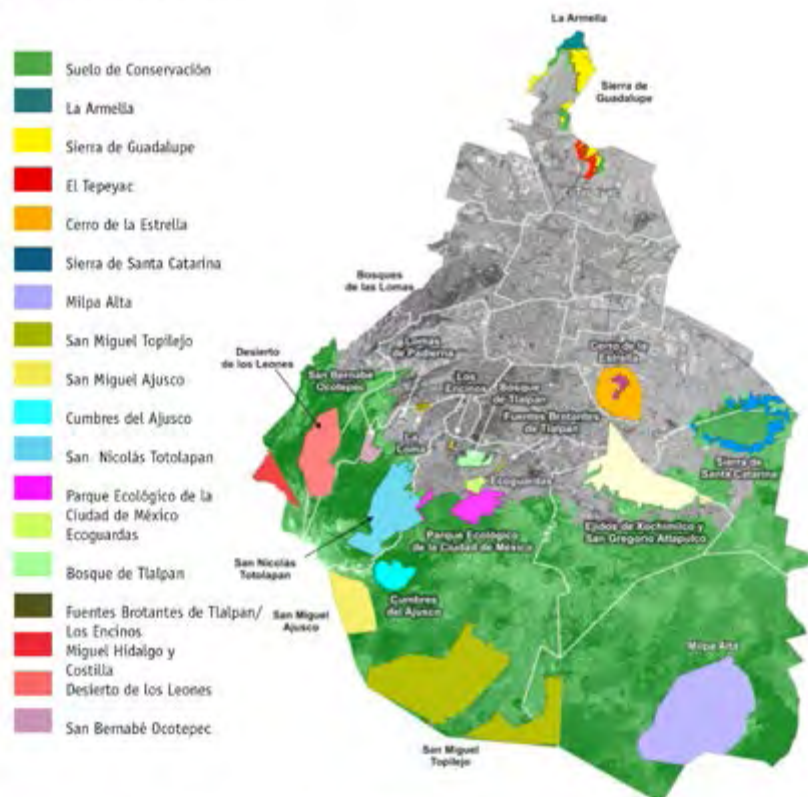 Suelo de Conservación
La Armella
Sierra de Guadalupe
El Tepeyac
Cerro de la Estrella
Sierra de Santa Catarina
Milpa Alta
San Miguel Topilejo
San Miguel Ajusco
Cumbres del Ajusco
San Nicolás Totolapan
Parque Ecológico de la
Ciudad de México
Ecoguardas
Bosque de Tlalpan
Fuentes Brotantes de Tlalpan/
Los Encinos
Miguel Hidalgo y
Costilla
Desierto de los Leones
San Bernabé Ocotepec
La Armella
Sierra de
Guadalupe
Bosques
de las Lomas
Lomas
de Padierna
Desierto
de los Leones
San Bernabé
Ocotepec
Los
Encinos
Bosque
de Tlalpan
Fuentes Brotantes
de Tlalpan
Cerro de la
Estrella
La
Loma
Ecoguardas
Sierra de
Santa Catarina
Parque Ecológico
de la Ciudad de México
Ejidos de Xochimilco y
San Gregorio Atlapulco
San Nicolás
Totolapan
San Miguel
Ajusco
Cumbres
del Ajusco
Milpa Alta
San Miguel
Topilejo